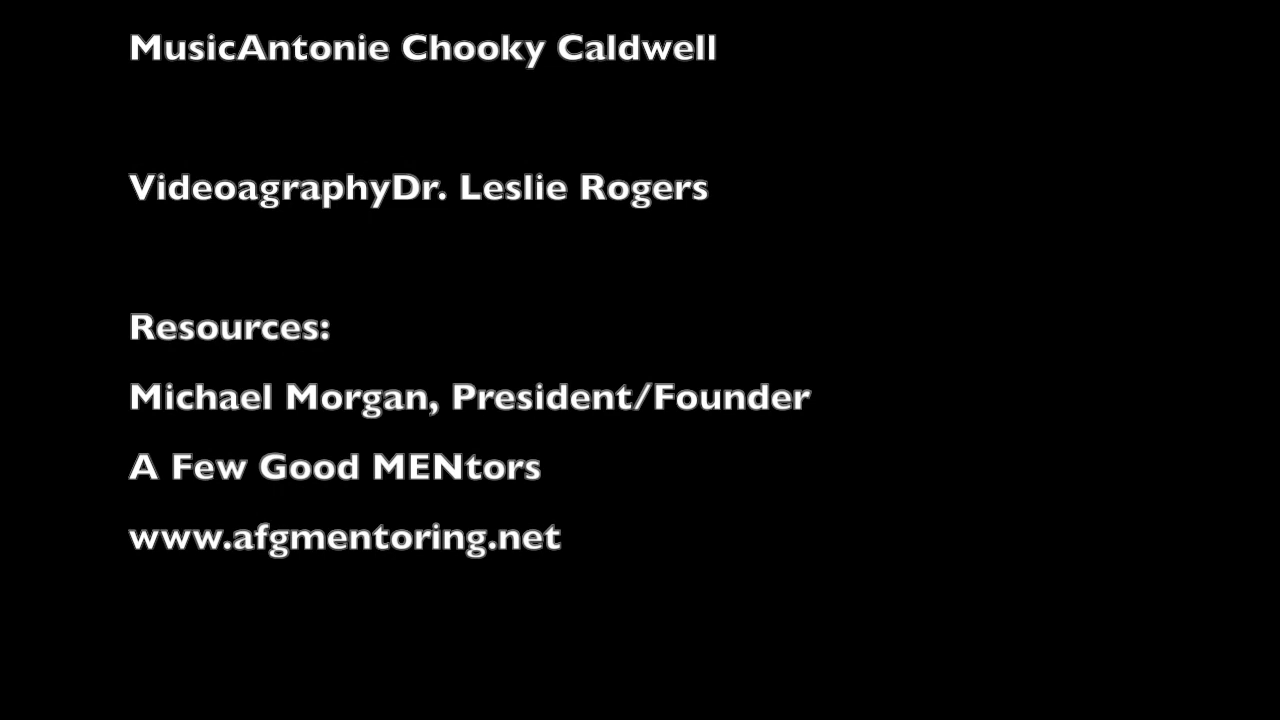 MusicAntonie Chooky Caldwell
VideoagraphyDr. Leslie Rogers
Resources:
Michael Morgan, President/Founder
A Few Good MENtors
www.afgmentoring.net